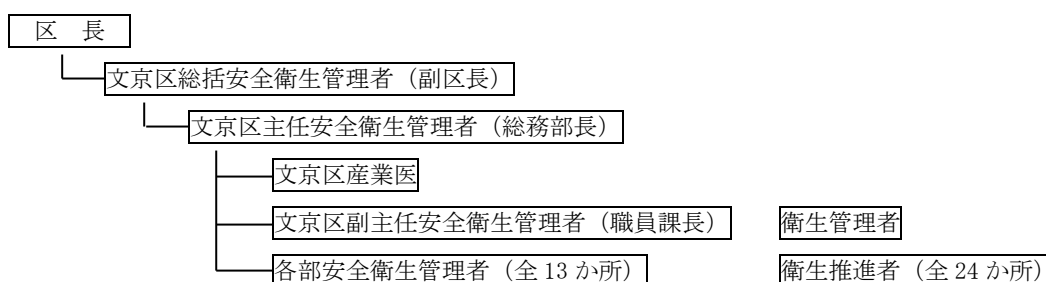 区　長
文京区総括安全衛生管理者（副区長）
文京区主任安全衛生管理者（総務部長）
文京区産業医
文京区副主任安全衛生管理者（職員課長）　衛生管理者
各部安全衛生管理者（全 13 か所）　衛生推進者（全 24 か所）